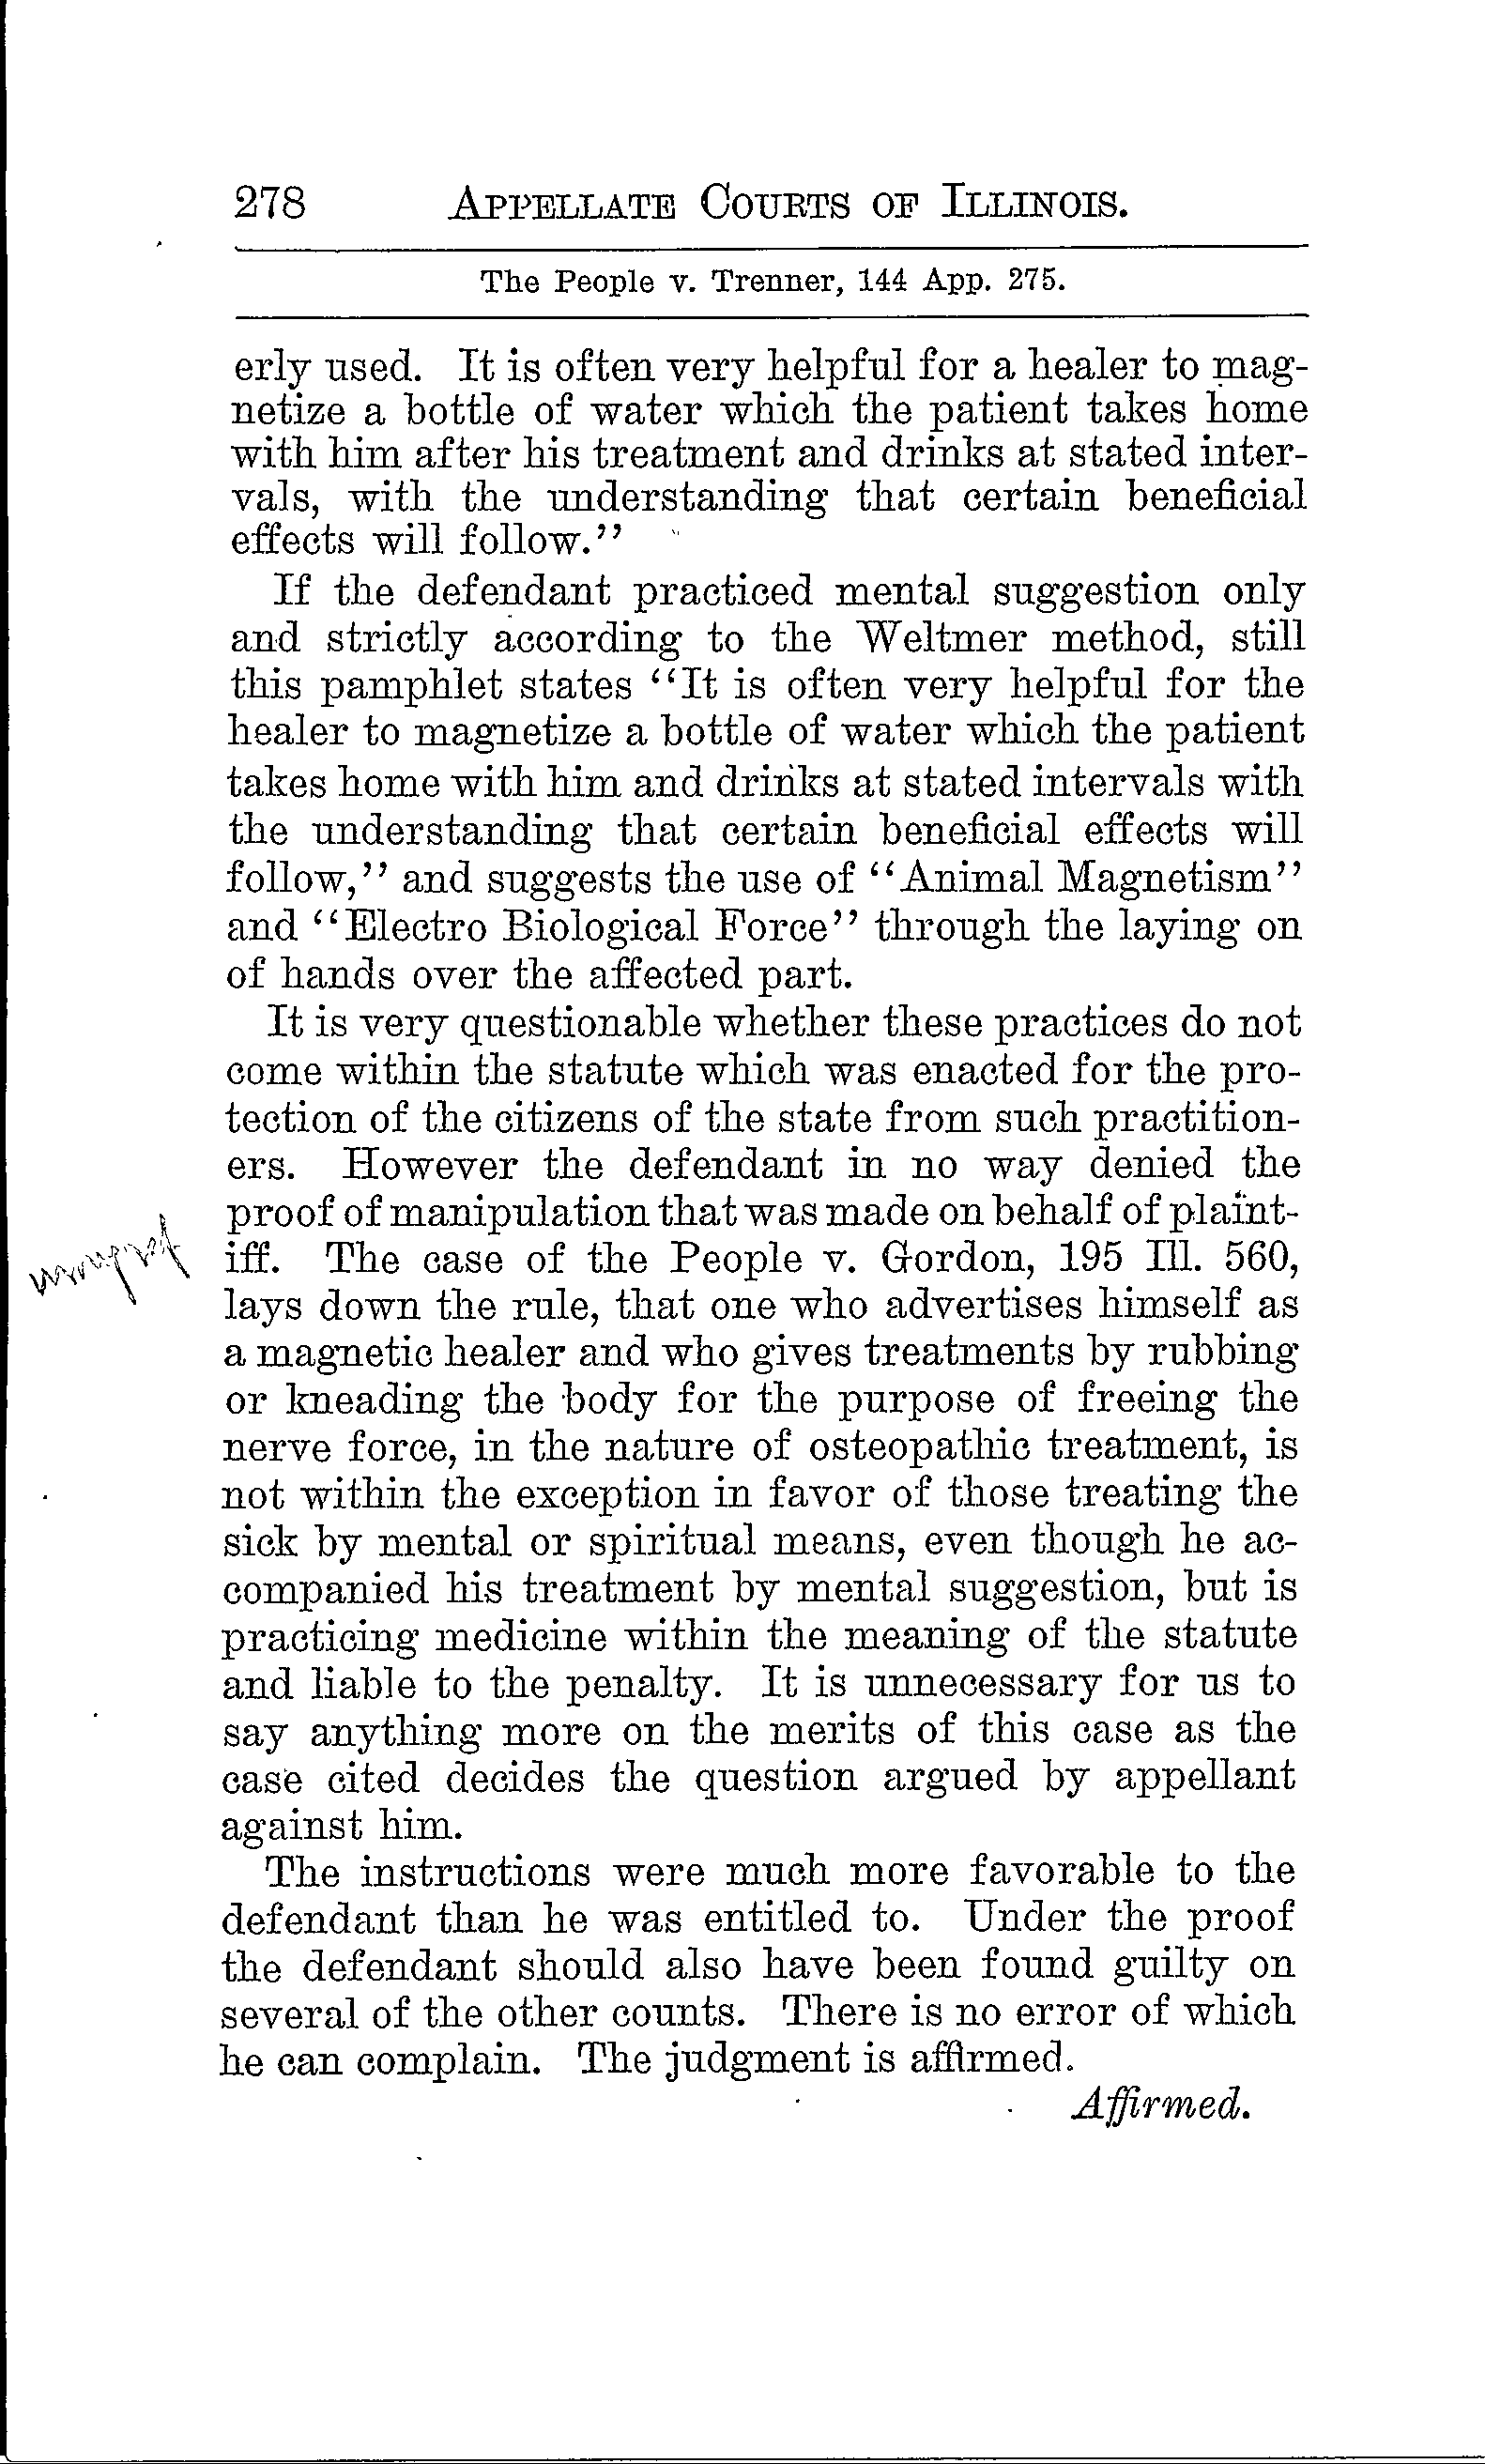 278 APPELLATE COURTS OF ILLINOIS.
The People v. Trenner, 144 App. 275.
erly used. It is often very helpful for a healer to mag-
netize a bottle of water which the patient takes home
with him after his treatment and drinks at stated inter-
vals, with the understanding that certain beneficial
effects will follow.''
If the defendant practiced mental suggestion only
and strictly according to the Weltmer method, still
this pamphlet states ‘‘It is often very helpful for the
healer to magnetize a bottle of water which the patient
takes home with him and drinks at stated intervals with
the understanding that certain beneficial effects will
follow,’’ and suggests the use of ‘‘Animal Magnetism’’
and ‘‘Electro Biological Force’’ through the laying on
of hands over the affected part.
It is very questionable whether these practices do not
come within the statute which was enacted for the pro-
tection of the citizens of the state from such practition-
ers. However the defendant in no way denied the
proof of manipulation that was made on behalf of plaint-
iff. The case of the People v. Gordon, 195 Ill. 560,
lays down the rule, that one who advertises himself as
a magnetic healer and who gives treatments by rubbing
or kneading the body for the purpose of freeing the
nerve force, in the nature of osteopathic treatment, is
not within the exception in favor of those treating the
sick by mental or spiritual means, even though he ac-
companied his treatment by mental suggestion, but is
practicing medicine within the meaning of the statute
and liable to the penalty. It is unnecessary for us to
say anything more on the merits of this case as the
case cited decides the question argued by appellant
against him.
The instructions were much more favorable to the
defendant than he was entitled to. Under the proof
the defendant should also have been found guilty on
several of the other counts. There is no error of which
he can complain. The judgment is affirmed.
Affirmed.